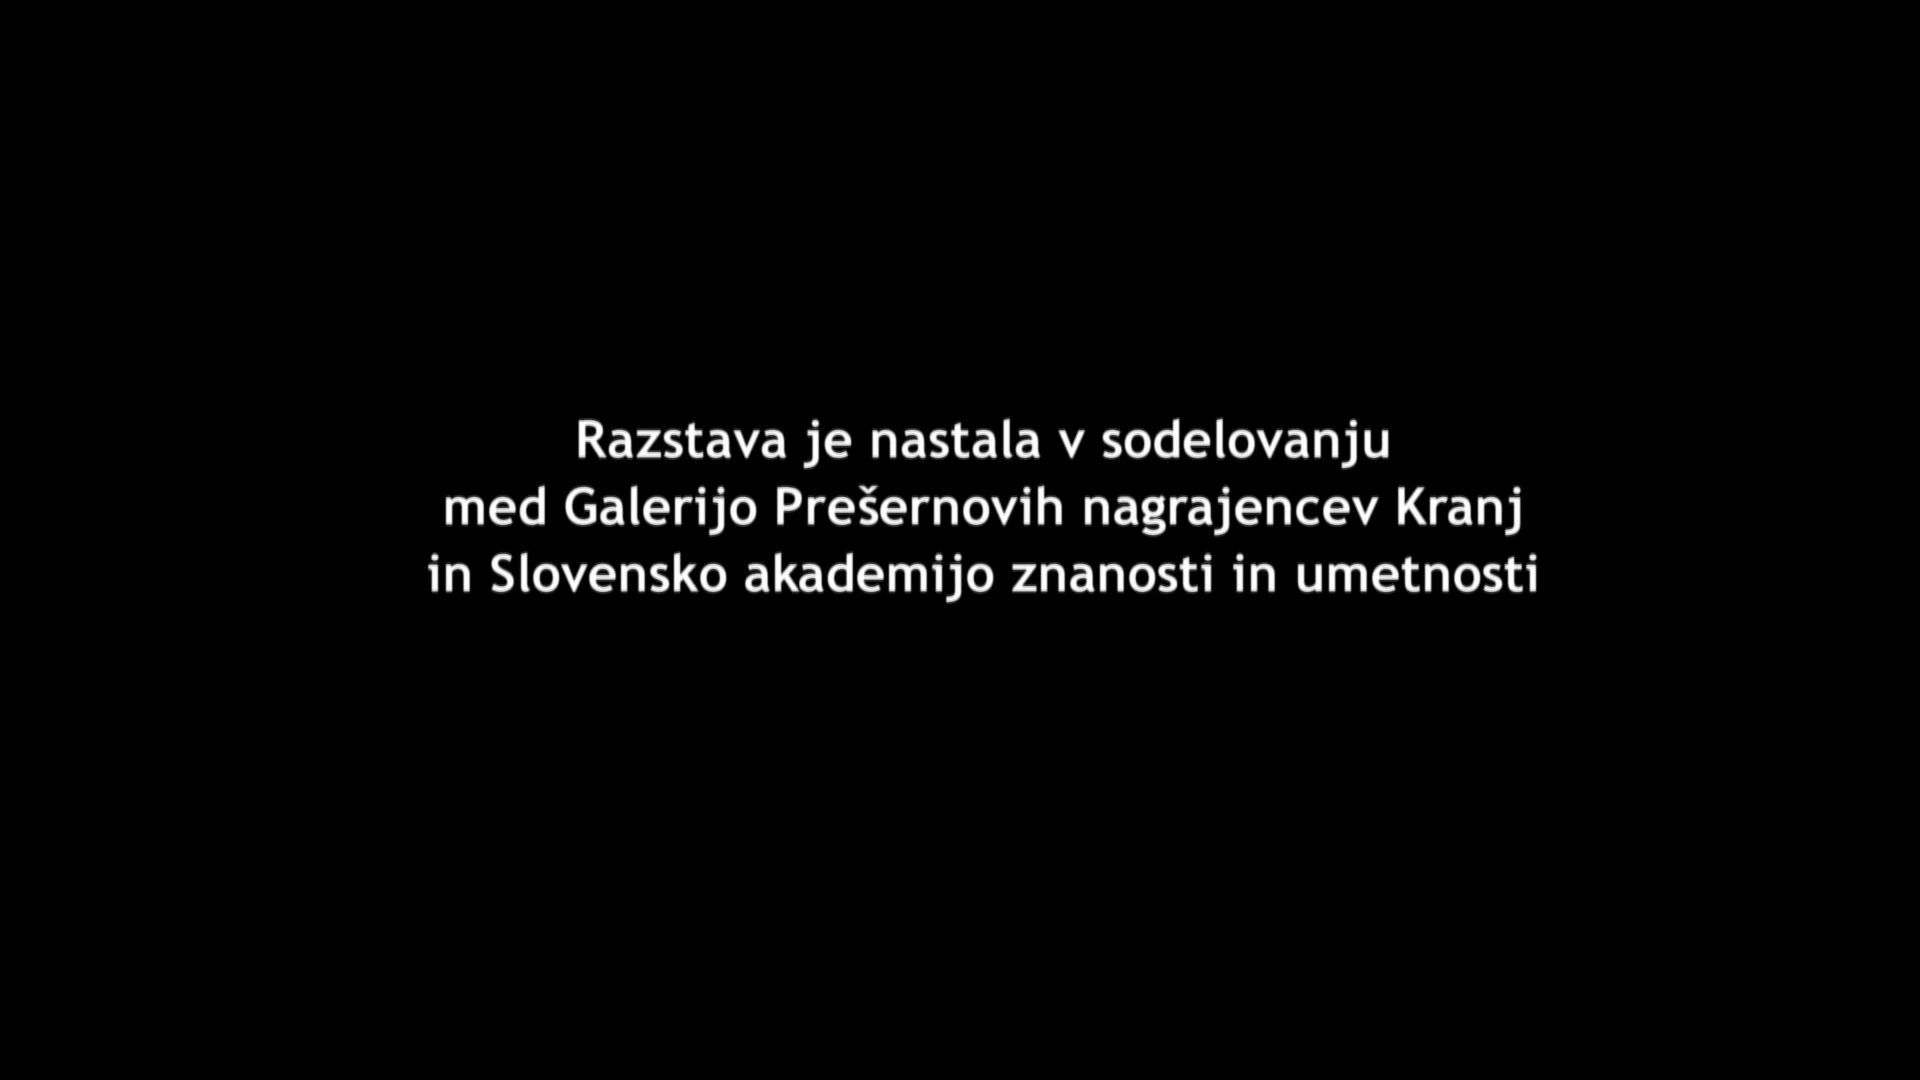 Razstava je nastala v sodelovanju
med Galerijo Prešernovih nagrajencev Kranj
in Slovensko akademijo znanosti in umetnosti